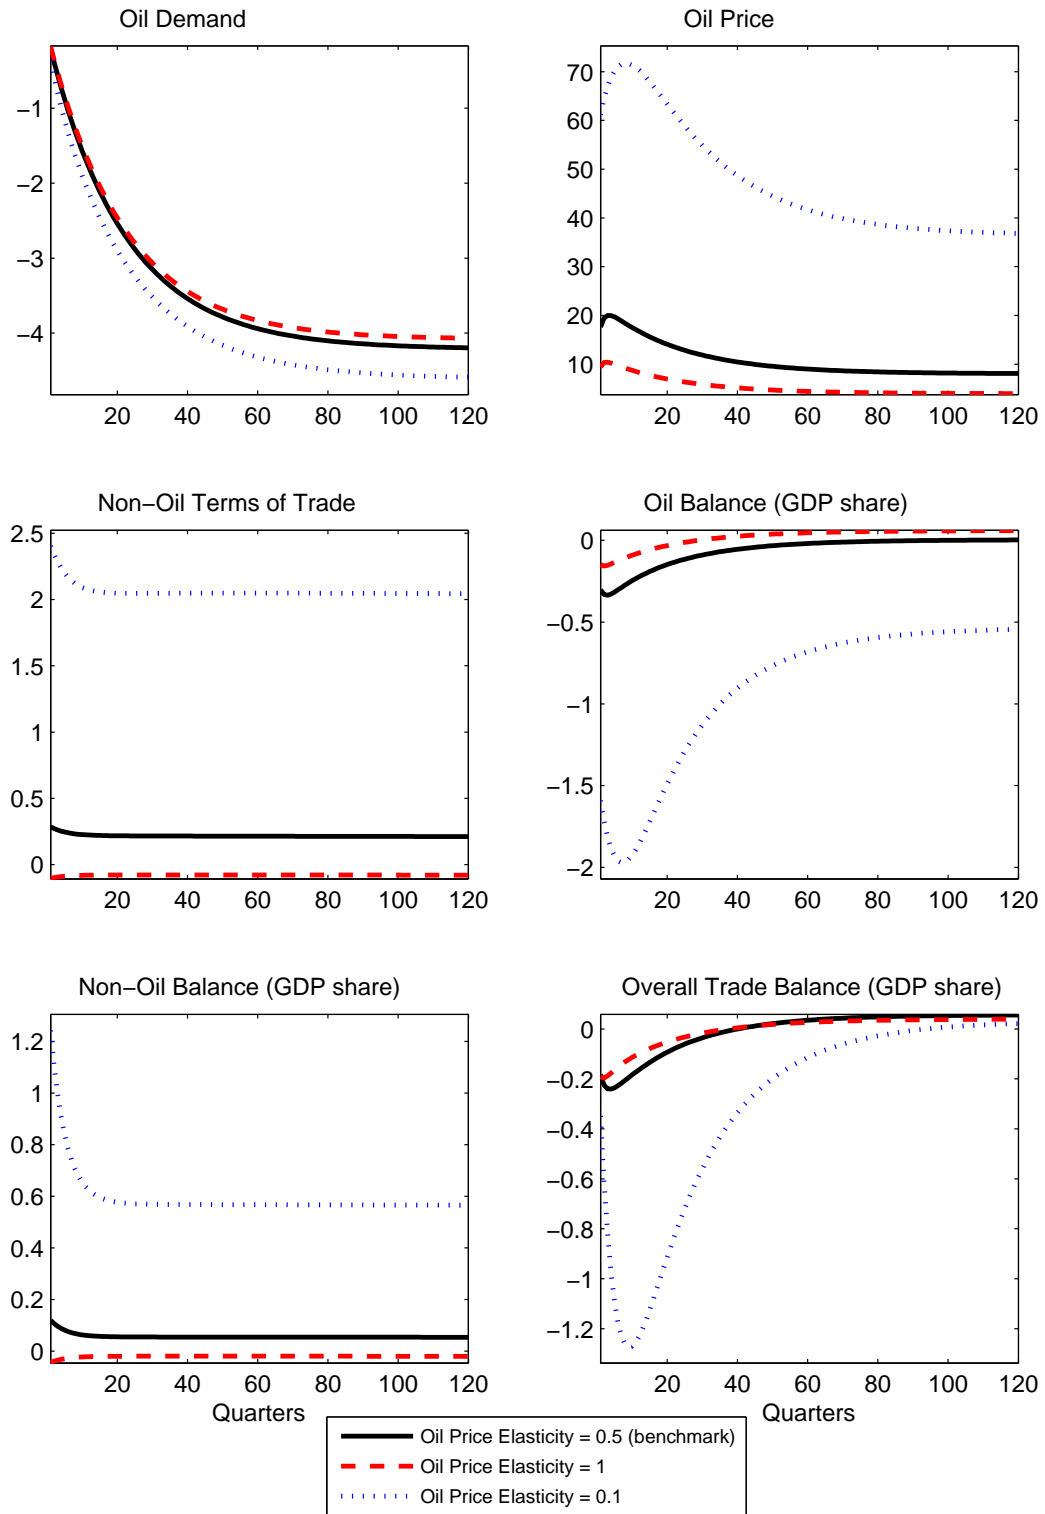 Oil Demand
−1
−2
−3
−4
20 40 60 80 100 120
Oil Price
70
60
50
40
30
20
10
20 40 60 80 100 120
Non−Oil Terms of Trade
2.5
2
1.5
1
0.5
0
20 40 60 80 100 120
Oil Balance (GDP share)
0
−0.5
−1
−1.5
−2
20 40 60 80 100 120
Non−Oil Balance (GDP share)
1.2
1
0.8
0.6
0.4
0.2
0
20 40 60 80 100 120
Quarters
Overall Trade Balance (GDP share)
0
−0.2
−0.4
−0.6
−0.8
−1
−1.2
20 40 60 80 100 120
Quarters
Oil Price Elasticity = 0.5 (benchmark)
Oil Price Elasticity = 1
Oil Price Elasticity = 0.1